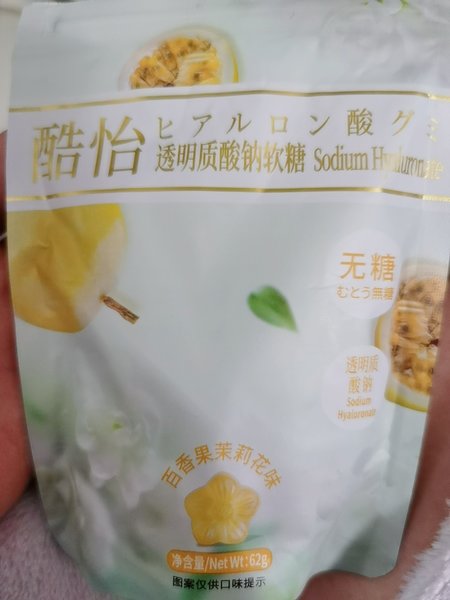 酷怡
ヒアルロン酸グミ
透明质酸钠软糖 Sodium Hyaluronate
无糖
むとう無糖
透明质
酸钠
Sodium
Hyaluronate
百香果茉莉花味
净含量/Net Wt:62g
图案仅供口味提示